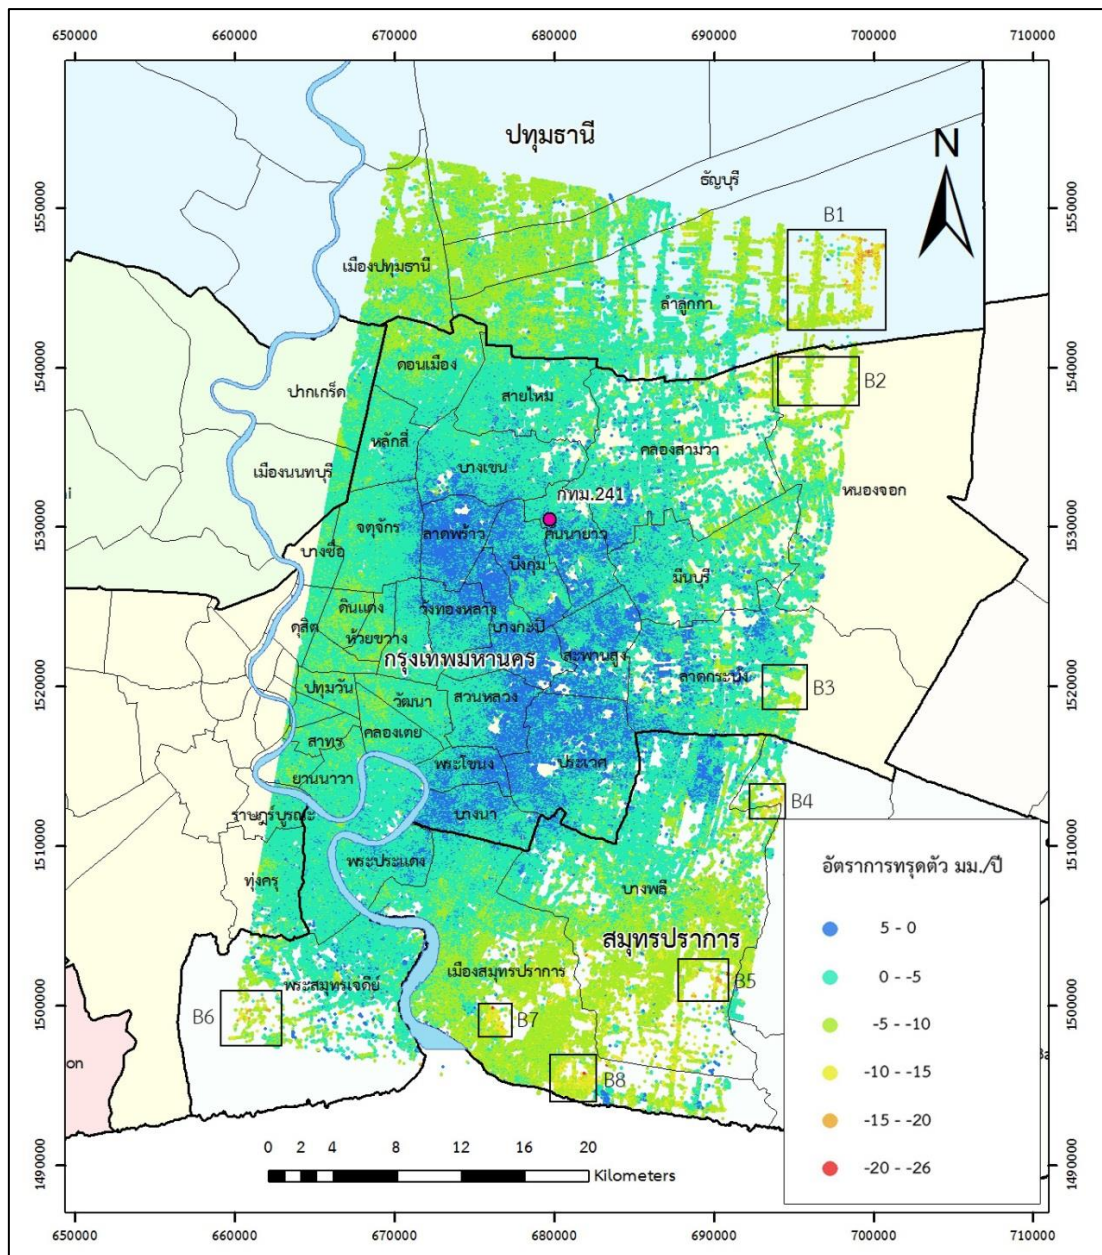 650000 660000 670000 680000 690000 700000 710000
ปทุมธานี
N
ธัญบุรี
1550000
1550000
B1
เมืองปทุมธานี
ลำลูกกา
1540000
1540000
ดอนเมือง
B2
ปากเกร็ด
สายไหม
หลักสี่
คลองสามวา
บางเขน
เมืองนนทบุรี
หนองจอก
กทม.241
1530000
1530000
จตุจักร
ลาดพร้าว
คันนายาว
บางซื่อ
บึงกุ่ม
มีนบุรี
ดินแดง
วังทองหลาง
ดุสิต
บางกะปิ
ห้วยขวาง
สะพานสูง
กรุงเทพมหานคร
ลาดกระบัง
1520000
1520000
ปทุมวัน
B3
วัฒนา
สวนหลวง
คลองเตย
สาทร
พระโขนง
ประเวศ
ยานนาวา
B4
บางนา
ราษฎร์บูรณะ
1510000
1510000
พระประแดง
ทุ่งครุ
บางพลี
อัตราการทรุดตัว มม./ปี
5 - 0
0 - -5
-5 - -10
-10 - -15
-15 - -20
-20 - -26
สมุทรปราการ
เมืองสมุทรปราการ
พระสมุทรเจดีย์
B5
1500000
1500000
B6
B7
on
B8
0 2 4 8 12 16 20
Kilometers
1490000
1490000
650000 660000 670000 680000 690000 700000 710000